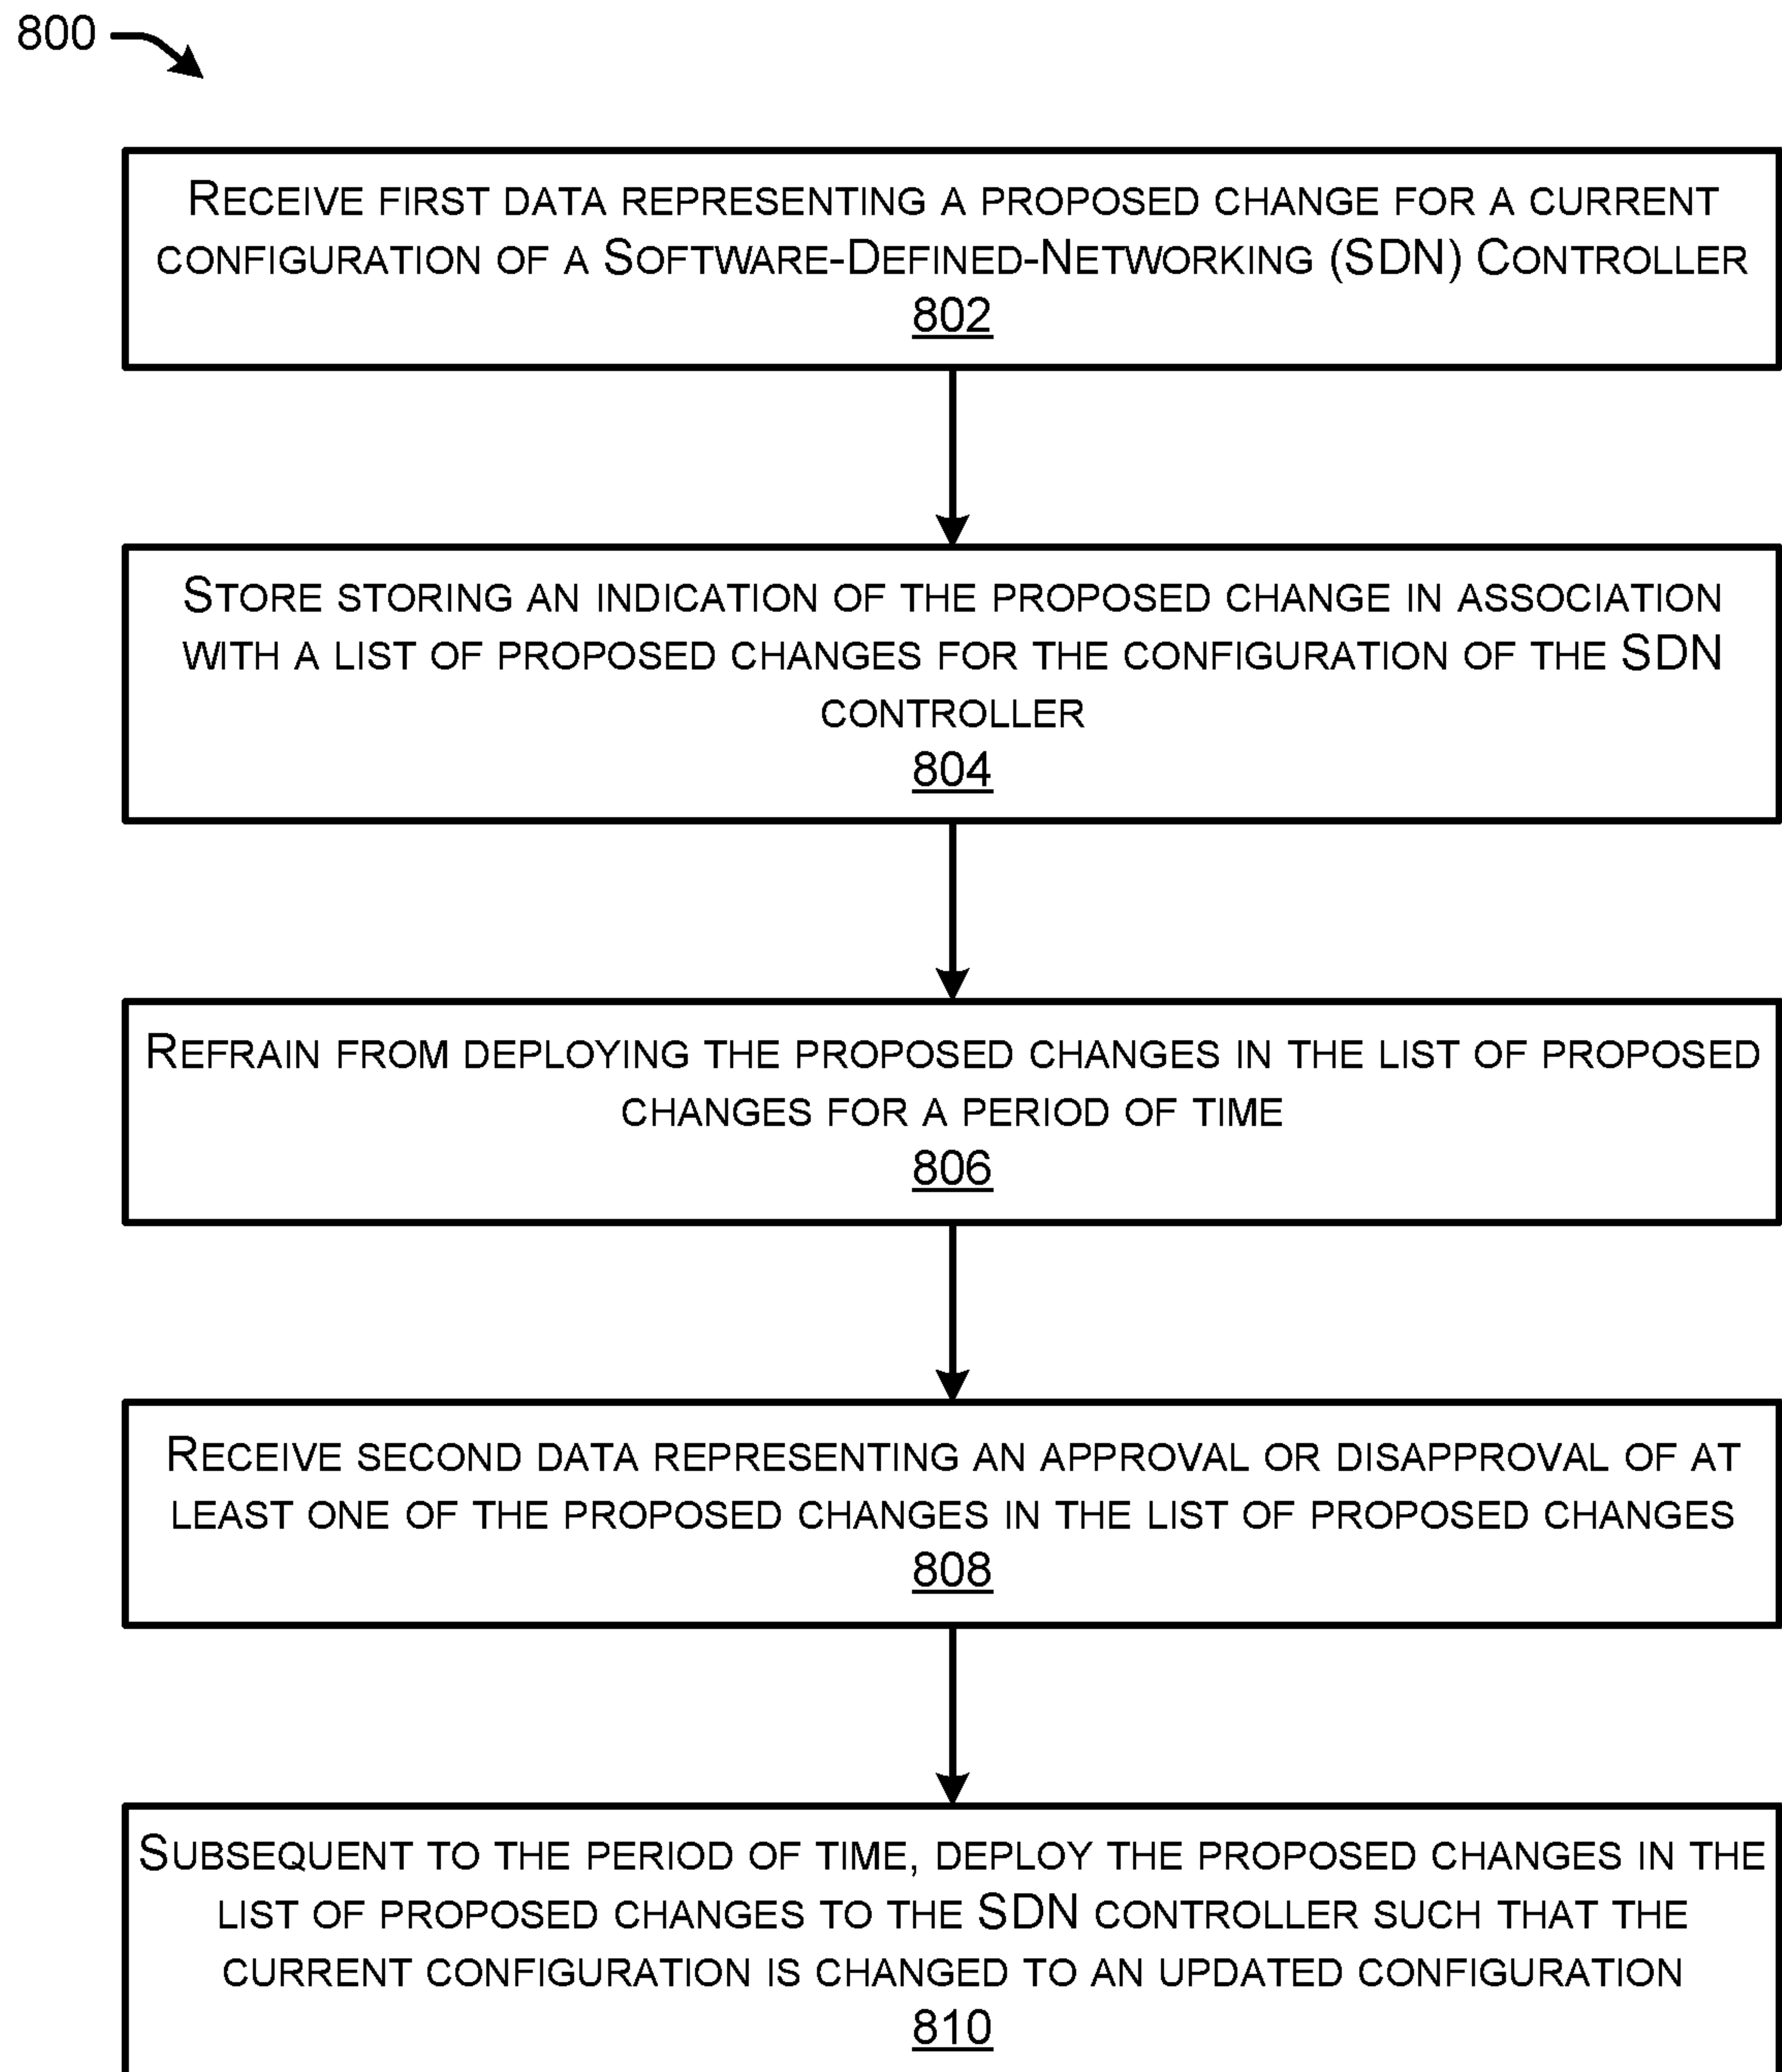 800
RECEIVE FIRST DATA REPRESENTING A PROPOSED CHANGE FOR A CURRENT
CONFIGURATION OF A SOFTWARE-DEFINED-NETWORKING (SDN) CONTROLLER
802
STORE STORING AN INDICATION OF THE PROPOSED CHANGE IN ASSOCIATION
WITH A LIST OF PROPOSED CHANGES FOR THE CONFIGURATION OF THE SDN
CONTROLLER
804
REFRAIN FROM DEPLOYING THE PROPOSED CHANGES IN THE LIST OF PROPOSED
CHANGES FOR A PERIOD OF TIME
806
RECEIVE SECOND DATA REPRESENTING AN APPROVAL OR DISAPPROVAL OF AT
LEAST ONE OF THE PROPOSED CHANGES IN THE LIST OF PROPOSED CHANGES
808
SUBSEQUENT TO THE PERIOD OF TIME, DEPLOY THE PROPOSED CHANGES IN THE
LIST OF PROPOSED CHANGES TO THE SDN CONTROLLER SUCH THAT THE
CURRENT CONFIGURATION IS CHANGED TO AN UPDATED CONFIGURATION
810